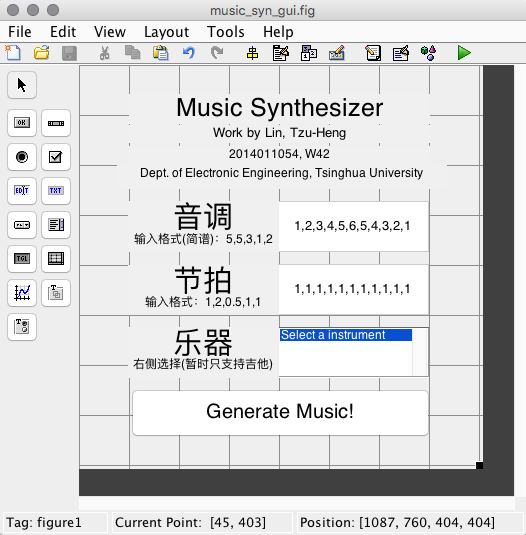 music_syn_gui.fig
File Edit View Layout Tools Help
OK
EDIT TXT
TGL
Music Synthesizer
Work by Lin, Tzu-Heng
2014011054, W42
Dept. of Electronic Engineering, Tsinghua University
音调
输入格式(简谱): 5,5,3,1,2
1,2,3,4,5,6,5,4,3,2,1
节拍
输入格式: 1,2,0.5,1,1
1,1,1,1,1,1,1,1,1,1,1
乐器
右侧选择(暂时只支持吉他)
Select a instrument
Generate Music!
Tag: figure1 Current Point: [45, 403] Position: [1087, 760, 404, 404]